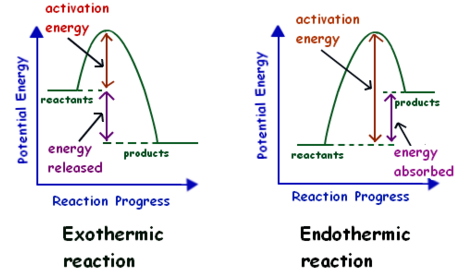 activation
energy
Potential Energy
reactants
energy
released
products
Reaction Progress
Exothermic
reaction
activation
energy
Potential Energy
products
reactants
energy
absorbed
Reaction Progress
Endothermic
reaction